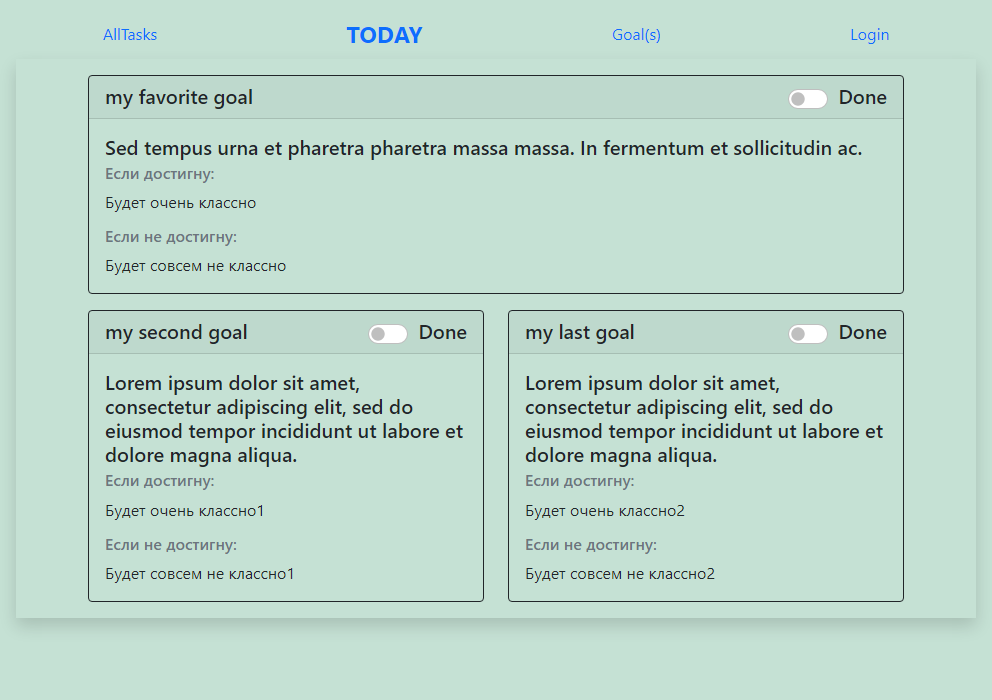 AllTasks TODAY Goal(s) Login
my favorite goal Done
Sed tempus urna et pharetra pharetra massa massa. In fermentum et sollicitudin ac.
Если достигну:
Будет очень классно
Если не достигну:
Будет совсем не классно
my second goal Done
Lorem ipsum dolor sit amet,
consectetur adipiscing elit, sed do
eiusmod tempor incididunt ut labore et
dolore magna aliqua.
Если достигну:
Будет очень классно1
Если не достигну:
Будет совсем не классно1
my last goal Done
Lorem ipsum dolor sit amet,
consectetur adipiscing elit, sed do
eiusmod tempor incididunt ut labore et
dolore magna aliqua.
Если достигну:
Будет очень классно2
Если не достигну:
Будет совсем не классно2